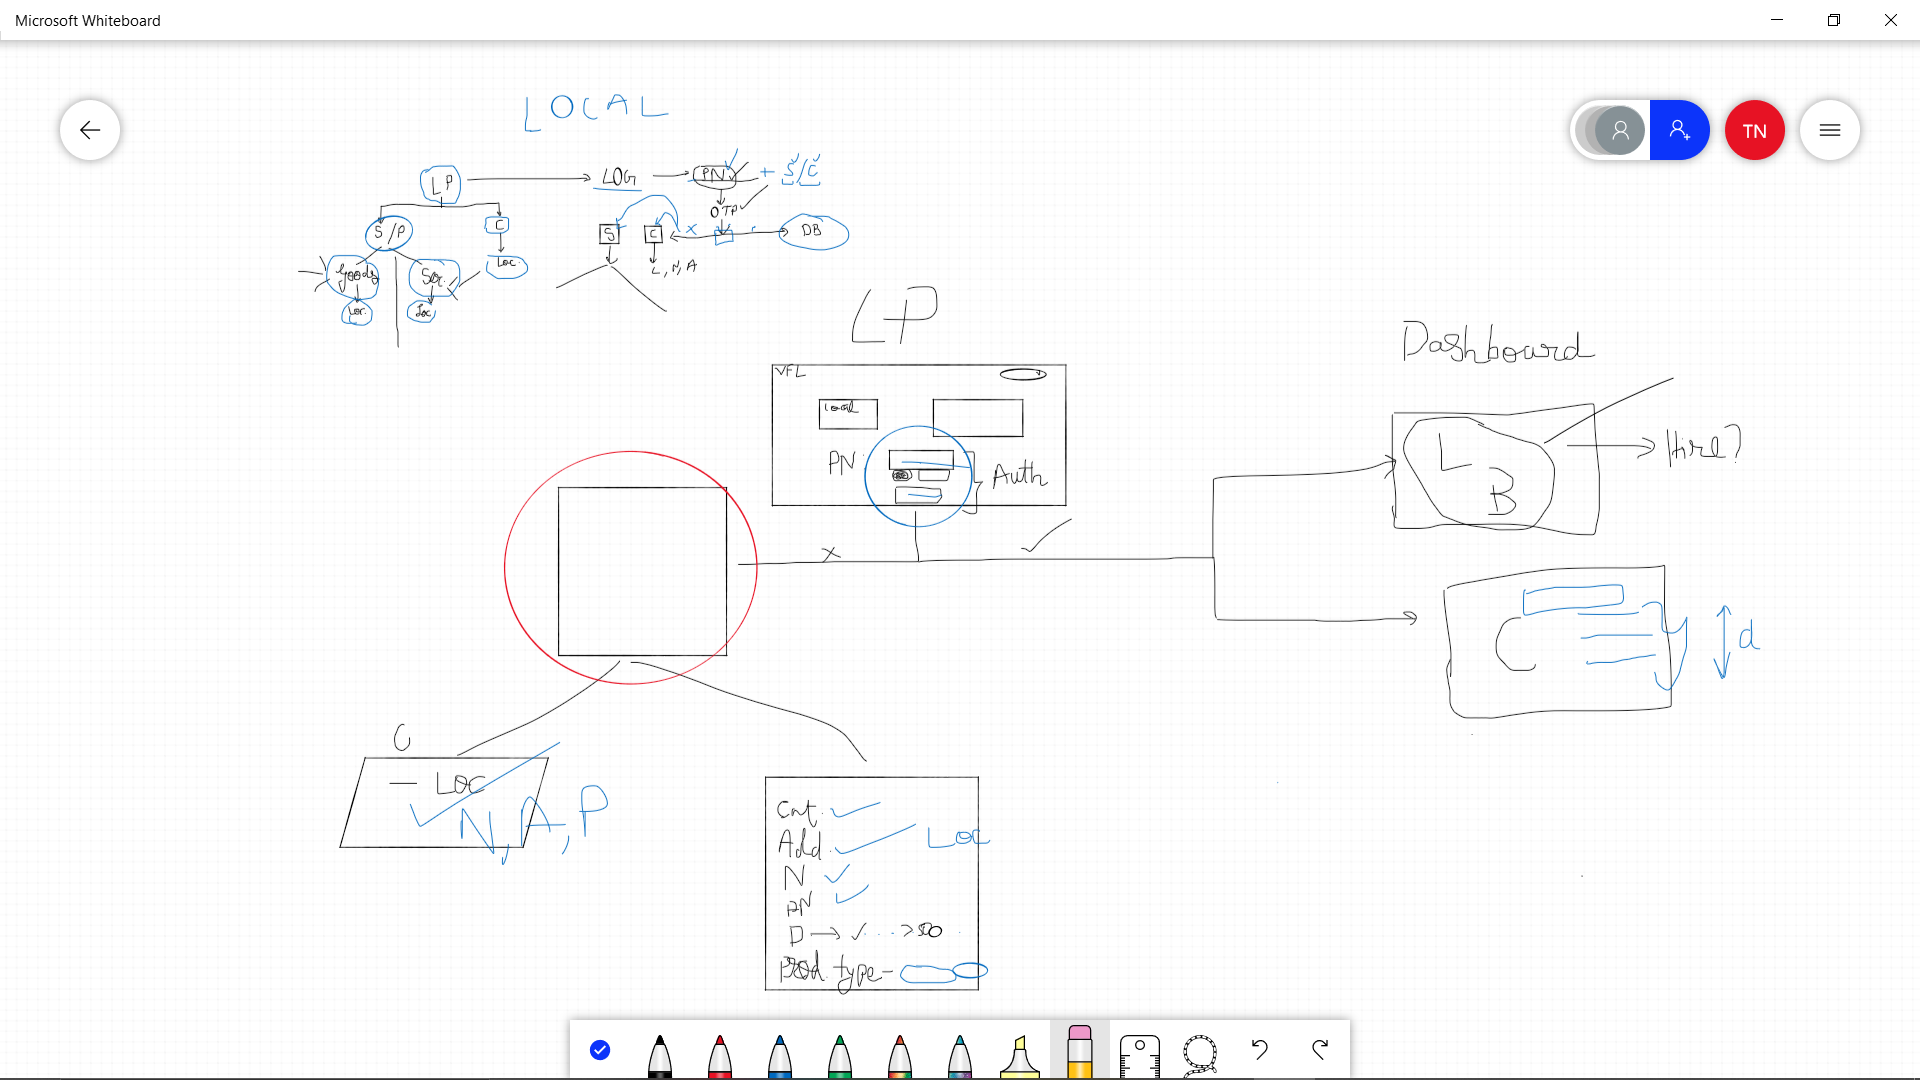 Microsoft Whiteboard
TN
LOCAL
LP
LOG
PN
+ S/C
OTP
S/P
C
S
C
x
DB
Goods
Ser.
Loc.
L, N, A
Loc.
Loc
LP
VFL
Local
PN
Auth
Dashboard
L
B
Hire?
x
C
d
C
— LOC
N, A, P
Cat.
Add.
LOC
N
PN
D → ✓ ... >500
Prod. type -